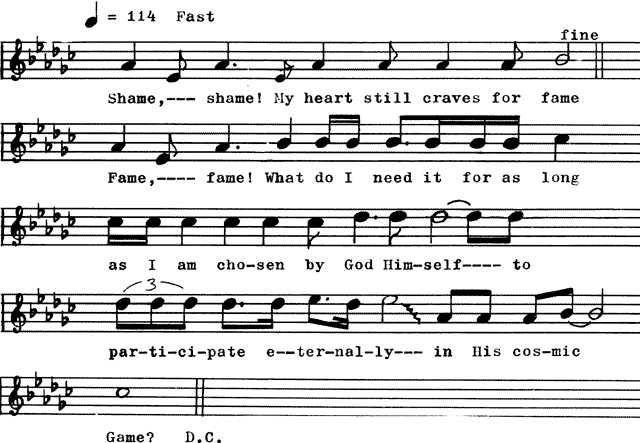 = 114 Fast
fine
Shame,--- shame! My heart still craves for fame
Fame,---- fame! What do I need it for as long
as I am cho-sen by God Him-self---- to
3
par-ti-ci-pate e--ter-nal-ly--- in His cos-mic
Game? D.C.